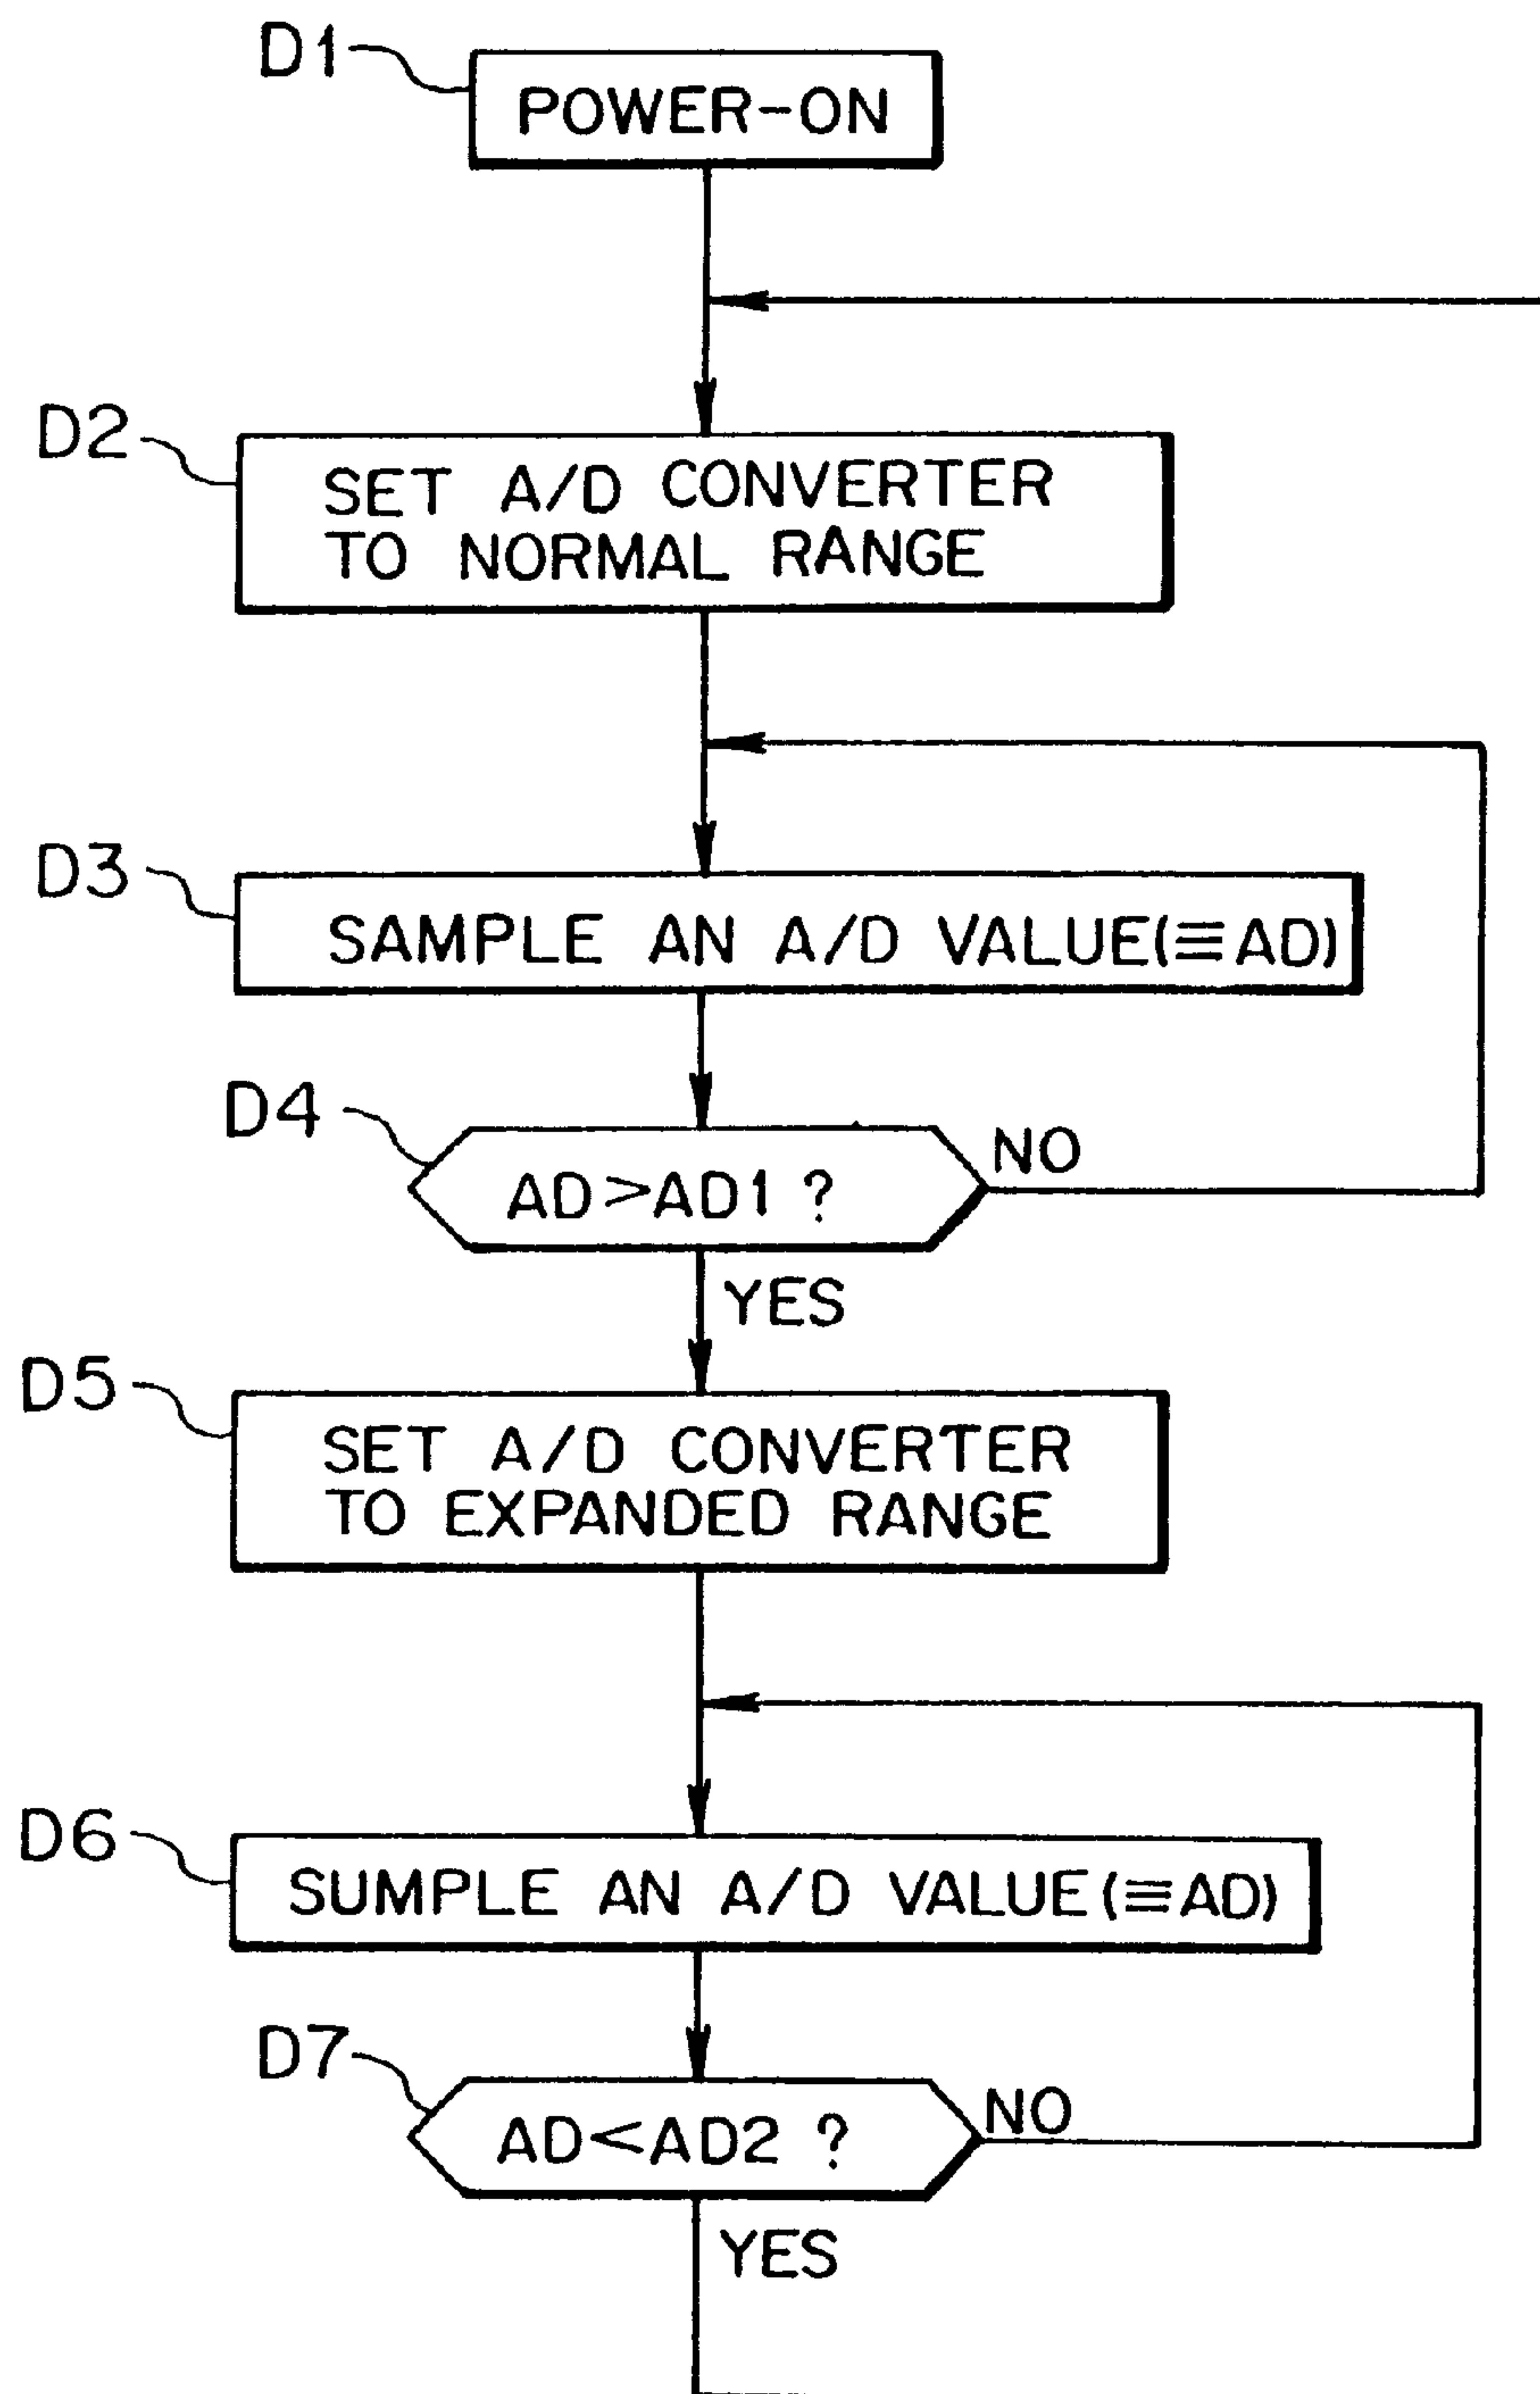 D1
POWER-ON
D2
SET A/D CONVERTER
TO NORMAL RANGE
D3
SAMPLE AN A/D VALUE(≡AD)
D4
AD>AD1 ?
NO
YES
D5
SET A/D CONVERTER
TO EXPANDED RANGE
D6
SUMPLE AN A/D VALUE(≡AD)
D7
AD<AD2 ?
NO
YES